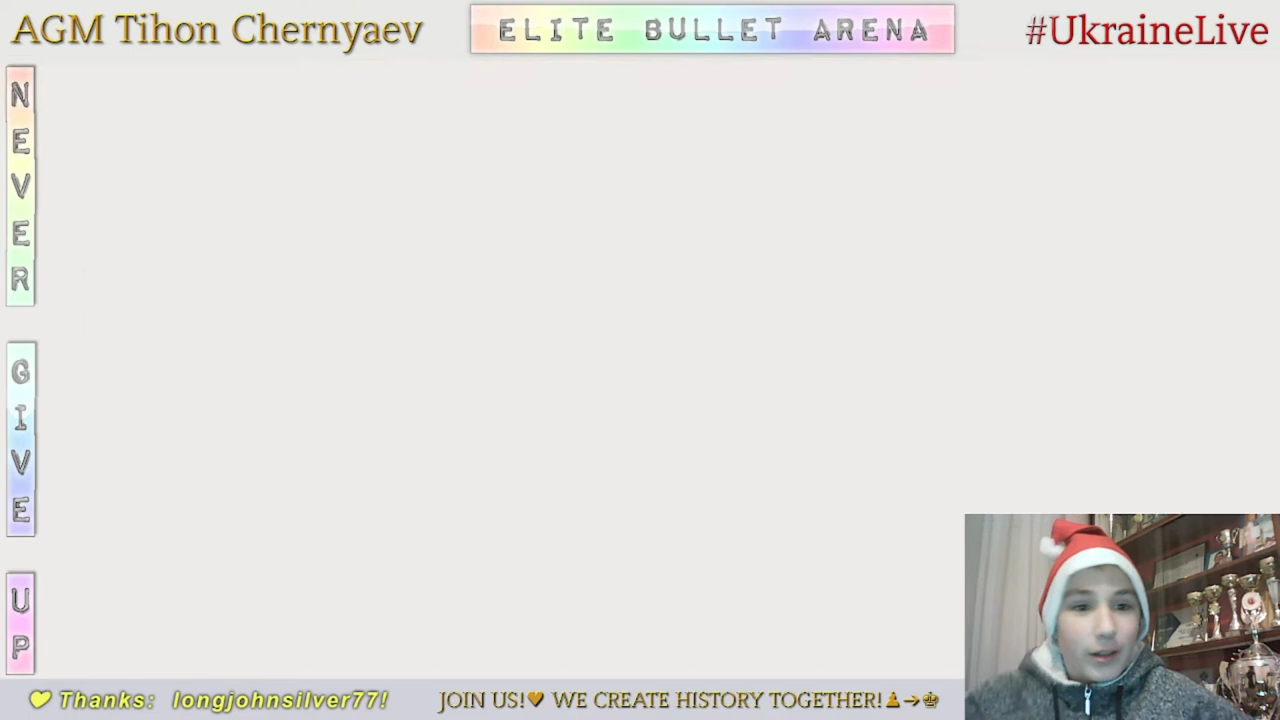 AGM Tihon Chernyaev
ELITE BULLET ARENA
#UkraineLive
NEVER
GIVE
UP
💛 Thanks: longjohnsilver77!
JOIN US!🧡 WE CREATE HISTORY TOGETHER!♟→♚